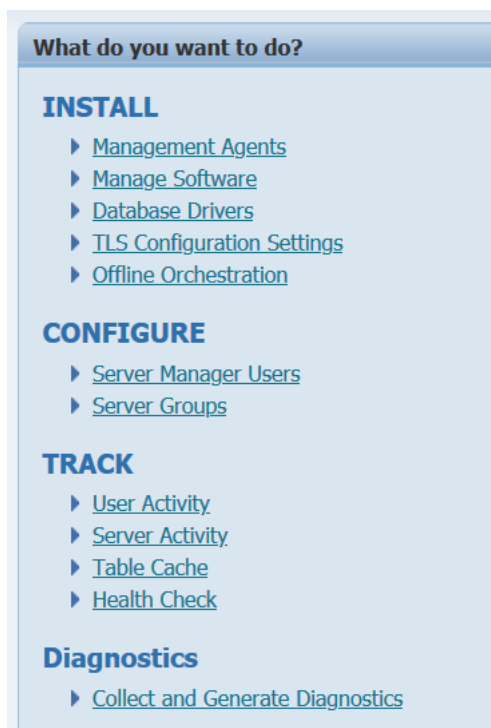 What do you want to do?
INSTALL
Management Agents
Manage Software
Database Drivers
TLS Configuration Settings
Offline Orchestration
CONFIGURE
Server Manager Users
Server Groups
TRACK
User Activity
Server Activity
Table Cache
Health Check
Diagnostics
Collect and Generate Diagnostics